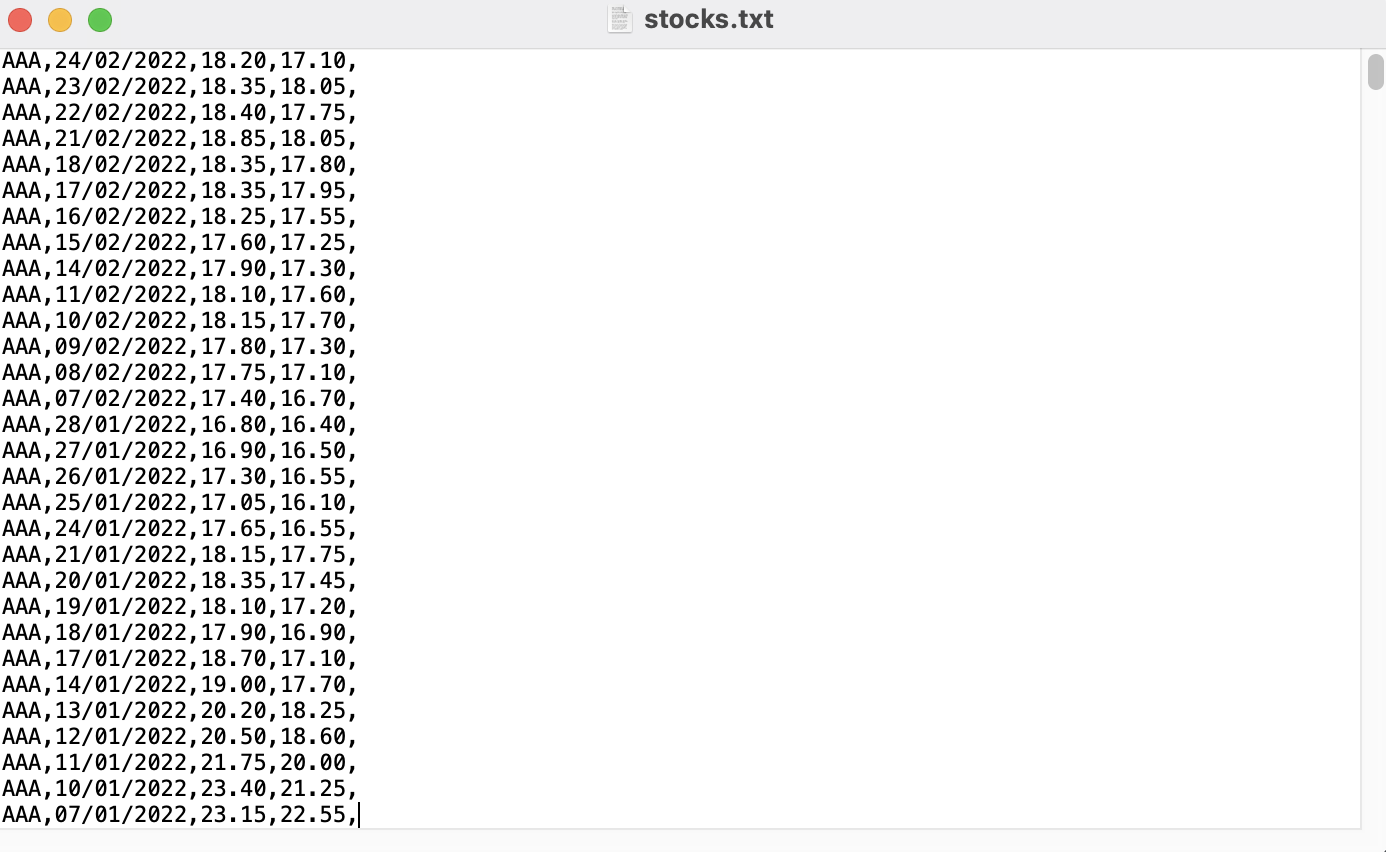 stocks.txt
AAA,24/02/2022,18.20,17.10,
AAA,23/02/2022,18.35,18.05,
AAA,22/02/2022,18.40,17.75,
AAA,21/02/2022,18.85,18.05,
AAA,18/02/2022,18.35,17.80,
AAA,17/02/2022,18.35,17.95,
AAA,16/02/2022,18.25,17.55,
AAA,15/02/2022,17.60,17.25,
AAA,14/02/2022,17.90,17.30,
AAA,11/02/2022,18.10,17.60,
AAA,10/02/2022,18.15,17.70,
AAA,09/02/2022,17.80,17.30,
AAA,08/02/2022,17.75,17.10,
AAA,07/02/2022,17.40,16.70,
AAA,28/01/2022,16.80,16.40,
AAA,27/01/2022,16.90,16.50,
AAA,26/01/2022,17.30,16.55,
AAA,25/01/2022,17.05,16.10,
AAA,24/01/2022,17.65,16.55,
AAA,21/01/2022,18.15,17.75,
AAA,20/01/2022,18.35,17.45,
AAA,19/01/2022,18.10,17.20,
AAA,18/01/2022,17.90,16.90,
AAA,17/01/2022,18.70,17.10,
AAA,14/01/2022,19.00,17.70,
AAA,13/01/2022,20.20,18.25,
AAA,12/01/2022,20.50,18.60,
AAA,11/01/2022,21.75,20.00,
AAA,10/01/2022,23.40,21.25,
AAA,07/01/2022,23.15,22.55,